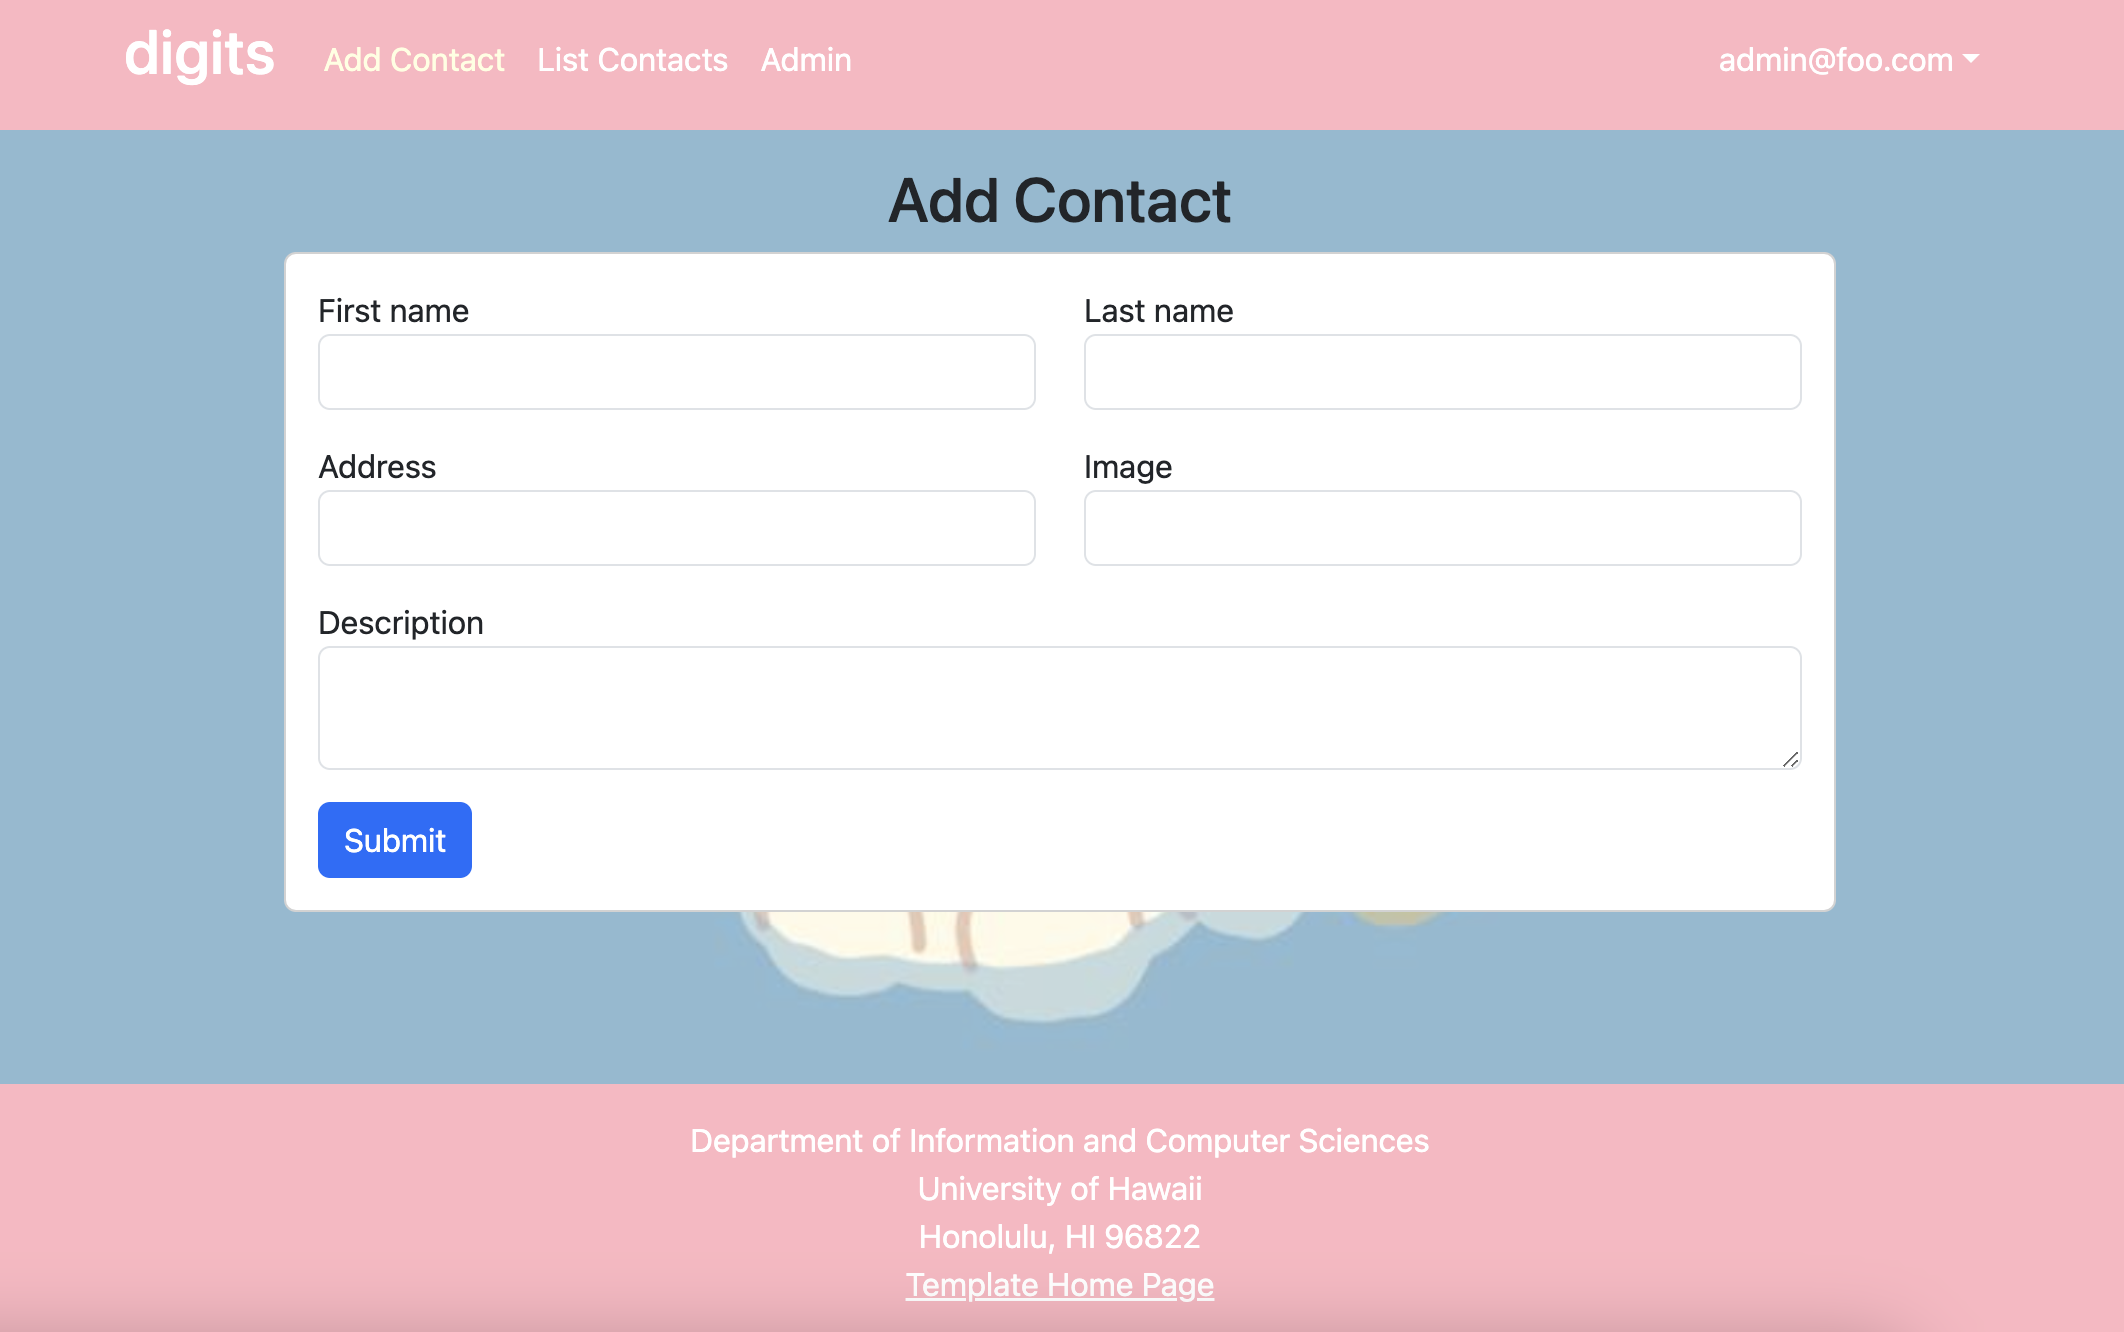 digits Add Contact List Contacts Admin admin@foo.com
Add Contact
First name Last name
Address Image
Description
Submit
Department of Information and Computer Sciences
University of Hawaii
Honolulu, HI 96822
Template Home Page